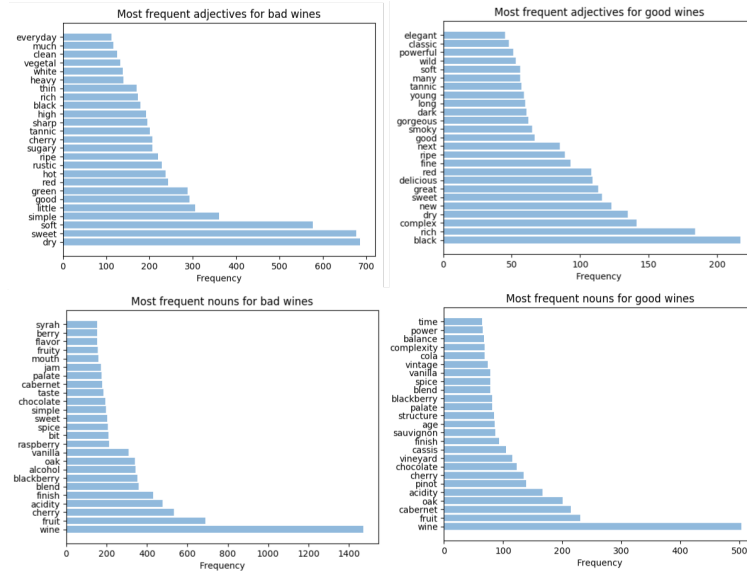 Most frequent adjectives for bad wines
everyday
much
clean
vegetal
white
heavy
thin
rich
black
high
sharp
tannic
cherry
sugary
ripe
rustic
hot
red
green
good
little
simple
soft
sweet
dry
0 100 200 300 400 500 600 700
Frequency
Most frequent adjectives for good wines
elegant
classic
powerful
wild
soft
many
tannic
young
long
dark
gorgeous
smoky
good
next
ripe
fine
red
delicious
great
sweet
new
dry
complex
rich
black
0 50 100 150 200
Frequency
Most frequent nouns for bad wines
syrah
berry
flavor
fruity
mouth
jam
palate
cabernet
taste
chocolate
simple
sweet
spice
bit
raspberry
vanilla
oak
alcohol
blackberry
blend
finish
acidity
cherry
fruit
wine
0 200 400 600 800 1000 1200 1400
Frequency
Most frequent nouns for good wines
time
power
balance
complexity
cola
vintage
vanilla
spice
blend
blackberry
palate
structure
age
sauvignon
finish
cassis
vineyard
chocolate
cherry
pinot
acidity
oak
cabernet
fruit
wine
0 100 200 300 400 500
Frequency